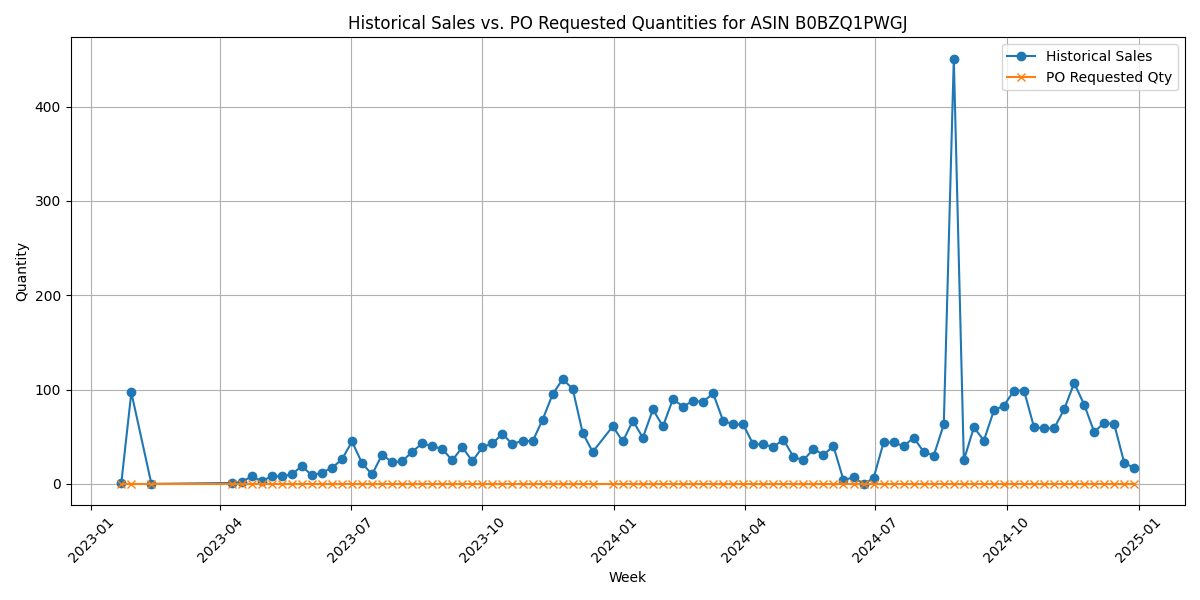 Historical Sales vs. PO Requested Quantities for ASIN B0BZQ1PWGJ
Historical Sales
PO Requested Qty
Quantity
400
300
200
100
0
2023-01
2023-04
2023-07
2023-10
2024-01
2024-04
2024-07
2024-10
2025-01
Week